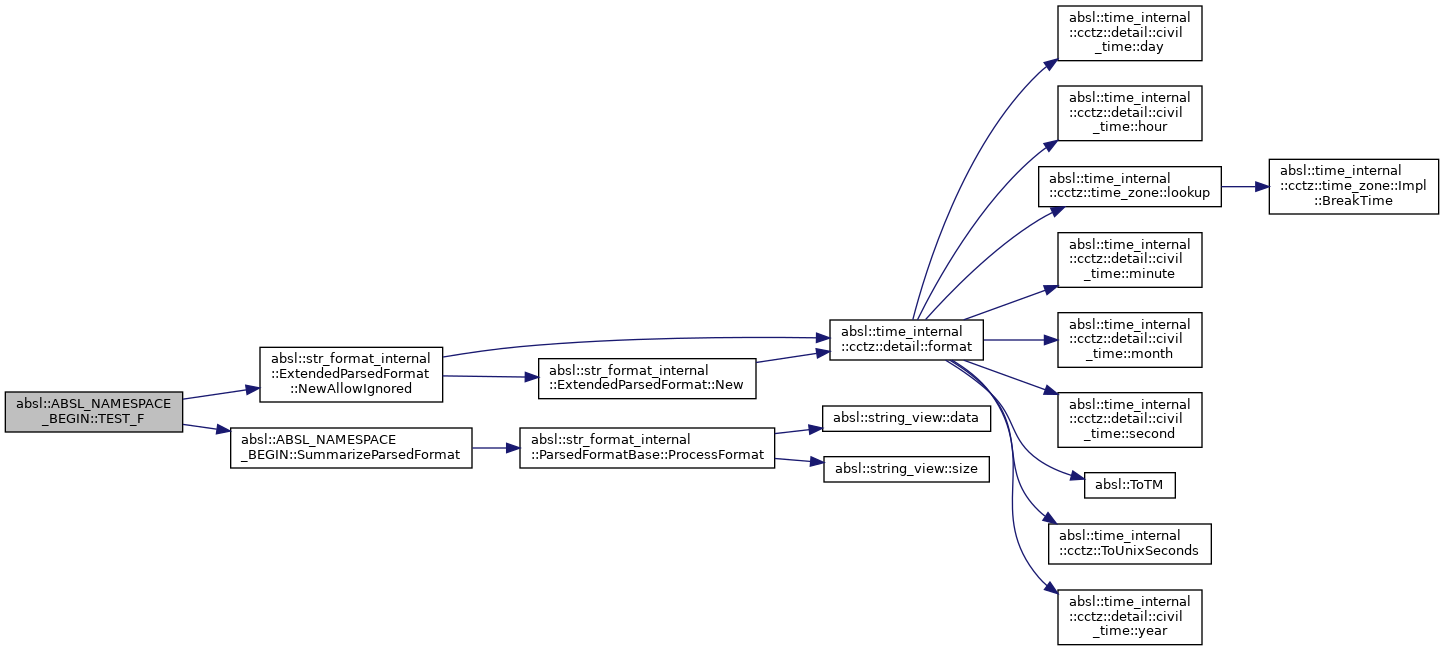 absl::ABSL_NAMESPACE
_BEGIN::TEST_F
absl::str_format_internal
::ExtendedParsedFormat
::NewAllowIgnored
absl::ABSL_NAMESPACE
_BEGIN::SummarizeParsedFormat
absl::str_format_internal
::ExtendedParsedFormat::New
absl::str_format_internal
::ParsedFormatBase::ProcessFormat
absl::time_internal
::cctz::detail::format
absl::string_view::data
absl::string_view::size
absl::time_internal
::cctz::detail::civil
_time::day
absl::time_internal
::cctz::detail::civil
_time::hour
absl::time_internal
::cctz::time_zone::lookup
absl::time_internal
::cctz::time_zone::Impl
::BreakTime
absl::time_internal
::cctz::detail::civil
_time::minute
absl::time_internal
::cctz::detail::civil
_time::month
absl::time_internal
::cctz::detail::civil
_time::second
absl::ToTM
absl::time_internal
::cctz::ToUnixSeconds
absl::time_internal
::cctz::detail::civil
_time::year